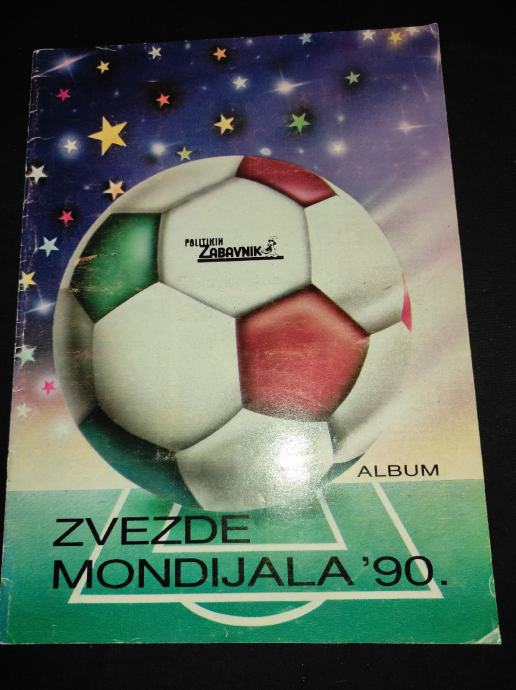 POLITIKIN
ZABAVNIK
ALBUM
ZVEZDE
MONDIJALA '90.